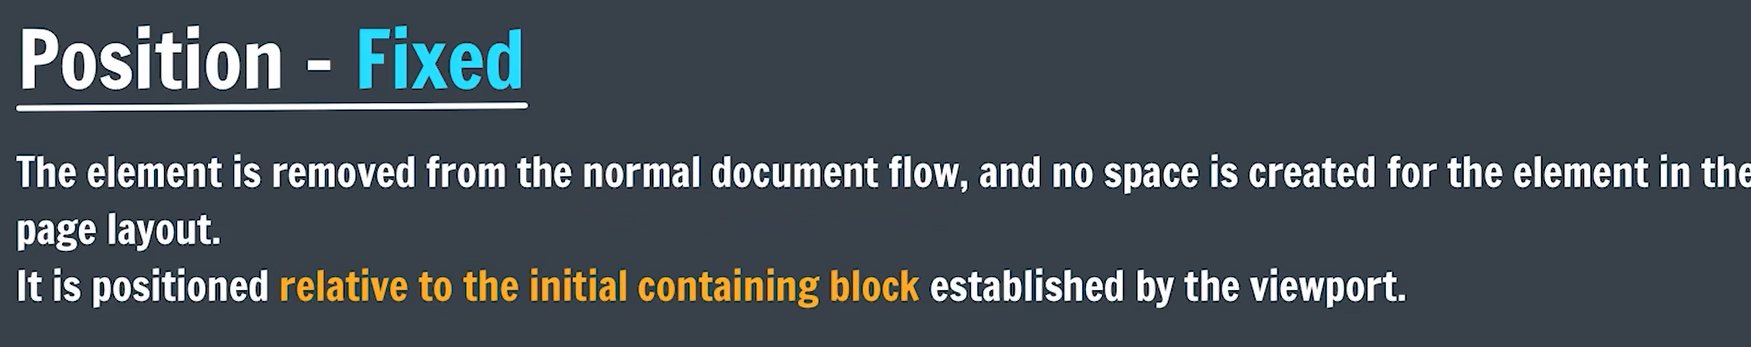 Position - Fixed
The element is removed from the normal document flow, and no space is created for the element in the
page layout.
It is positioned relative to the initial containing block established by the viewport.